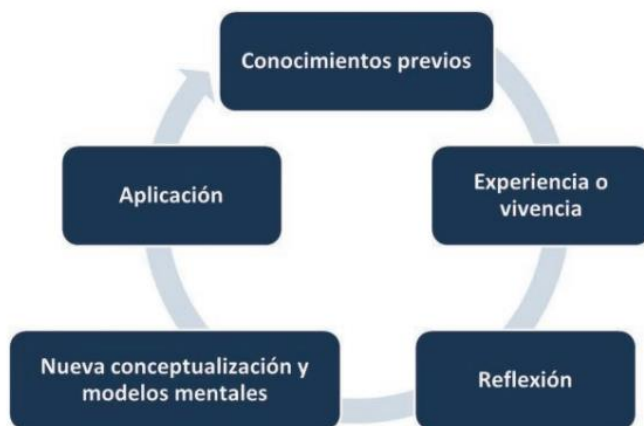 Conocimientos previos
Experiencia o
vivencia
Reflexión
Nueva conceptualización y
modelos mentales
Aplicación